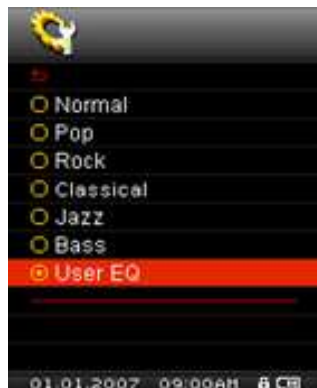 Normal
Pop
Rock
Classical
Jazz
Bass
User EQ
01.01.2007 09:00AM